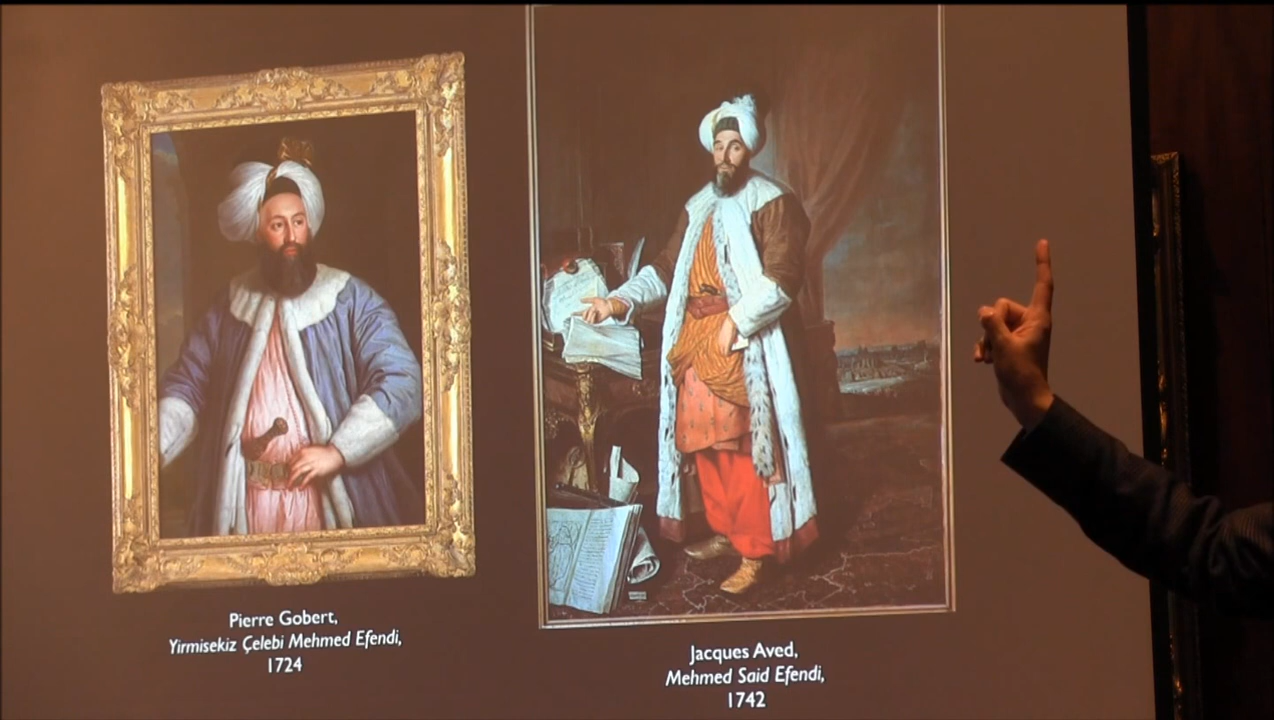 Pierre Gobert,
Yirmisekiz Çelebi Mehmed Efendi,
1724
Jacques Aved,
Mehmed Said Efendi,
1742